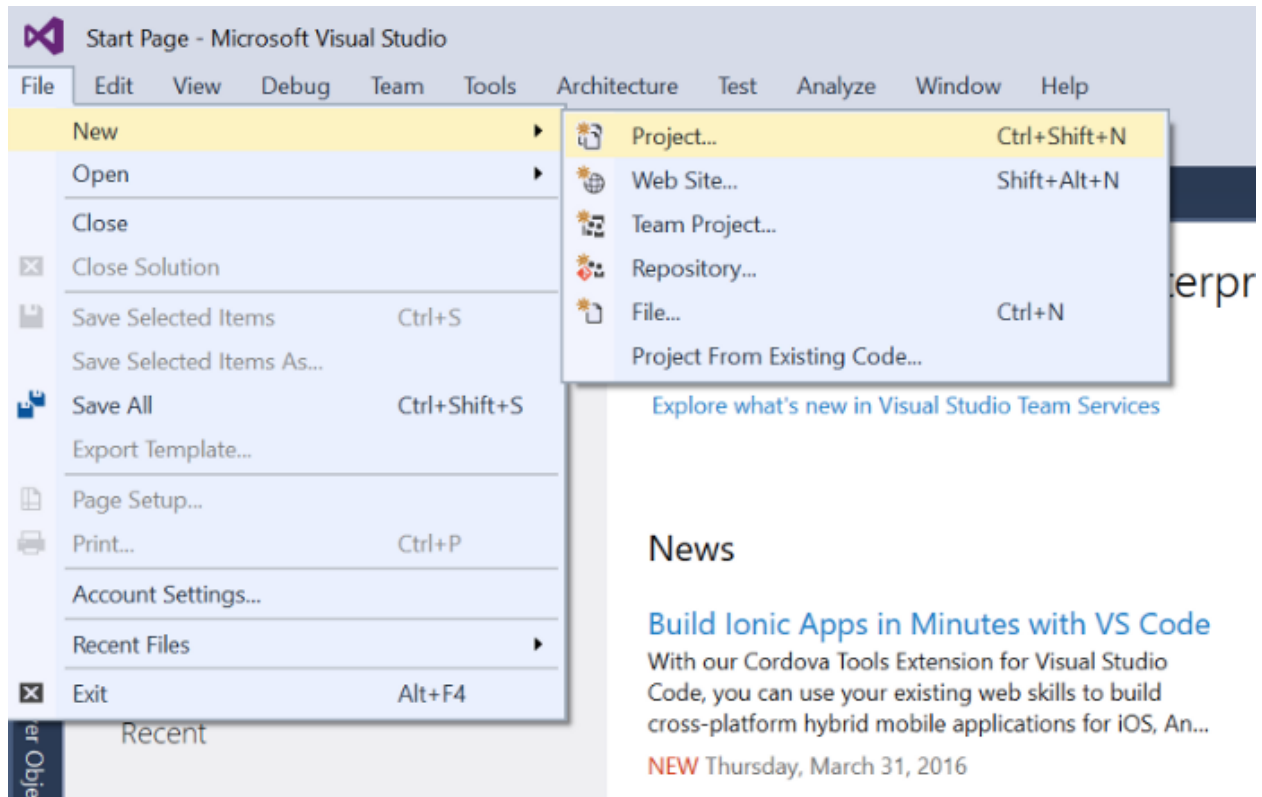 Start Page - Microsoft Visual Studio
File Edit View Debug Team Tools Architecture Test Analyze Window Help
New
Open
Close
Close Solution
Save Selected Items Ctrl+S
Save Selected Items As...
Save All Ctrl+Shift+S
Export Template...
Page Setup...
Print... Ctrl+P
Account Settings...
Recent Files
Exit Alt+F4
Project... Ctrl+Shift+N
Web Site... Shift+Alt+N
Team Project...
Repository...
File... Ctrl+N
Project From Existing Code...
Explore what's new in Visual Studio Team Services
News
Build Ionic Apps in Minutes with VS Code
With our Cordova Tools Extension for Visual Studio
Code, you can use your existing web skills to build
cross-platform hybrid mobile applications for iOS, An...
NEW Thursday, March 31, 2016
Recent